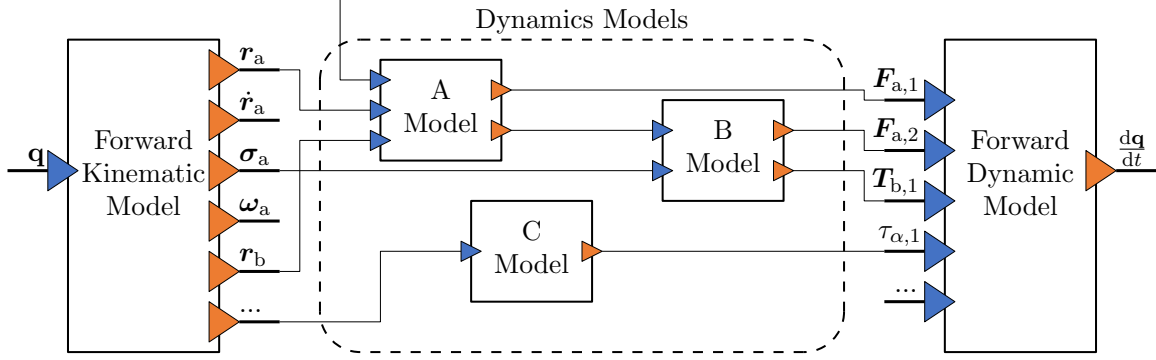 Dynamics Models
q
Forward
Kinematic
Model
r_a
ṙ_a
σ_a
ω_a
r_b
...
A
Model
B
Model
C
Model
F_a,1
F_a,2
T_b,1
τ_α,1
...
Forward
Dynamic
Model
dq
dt